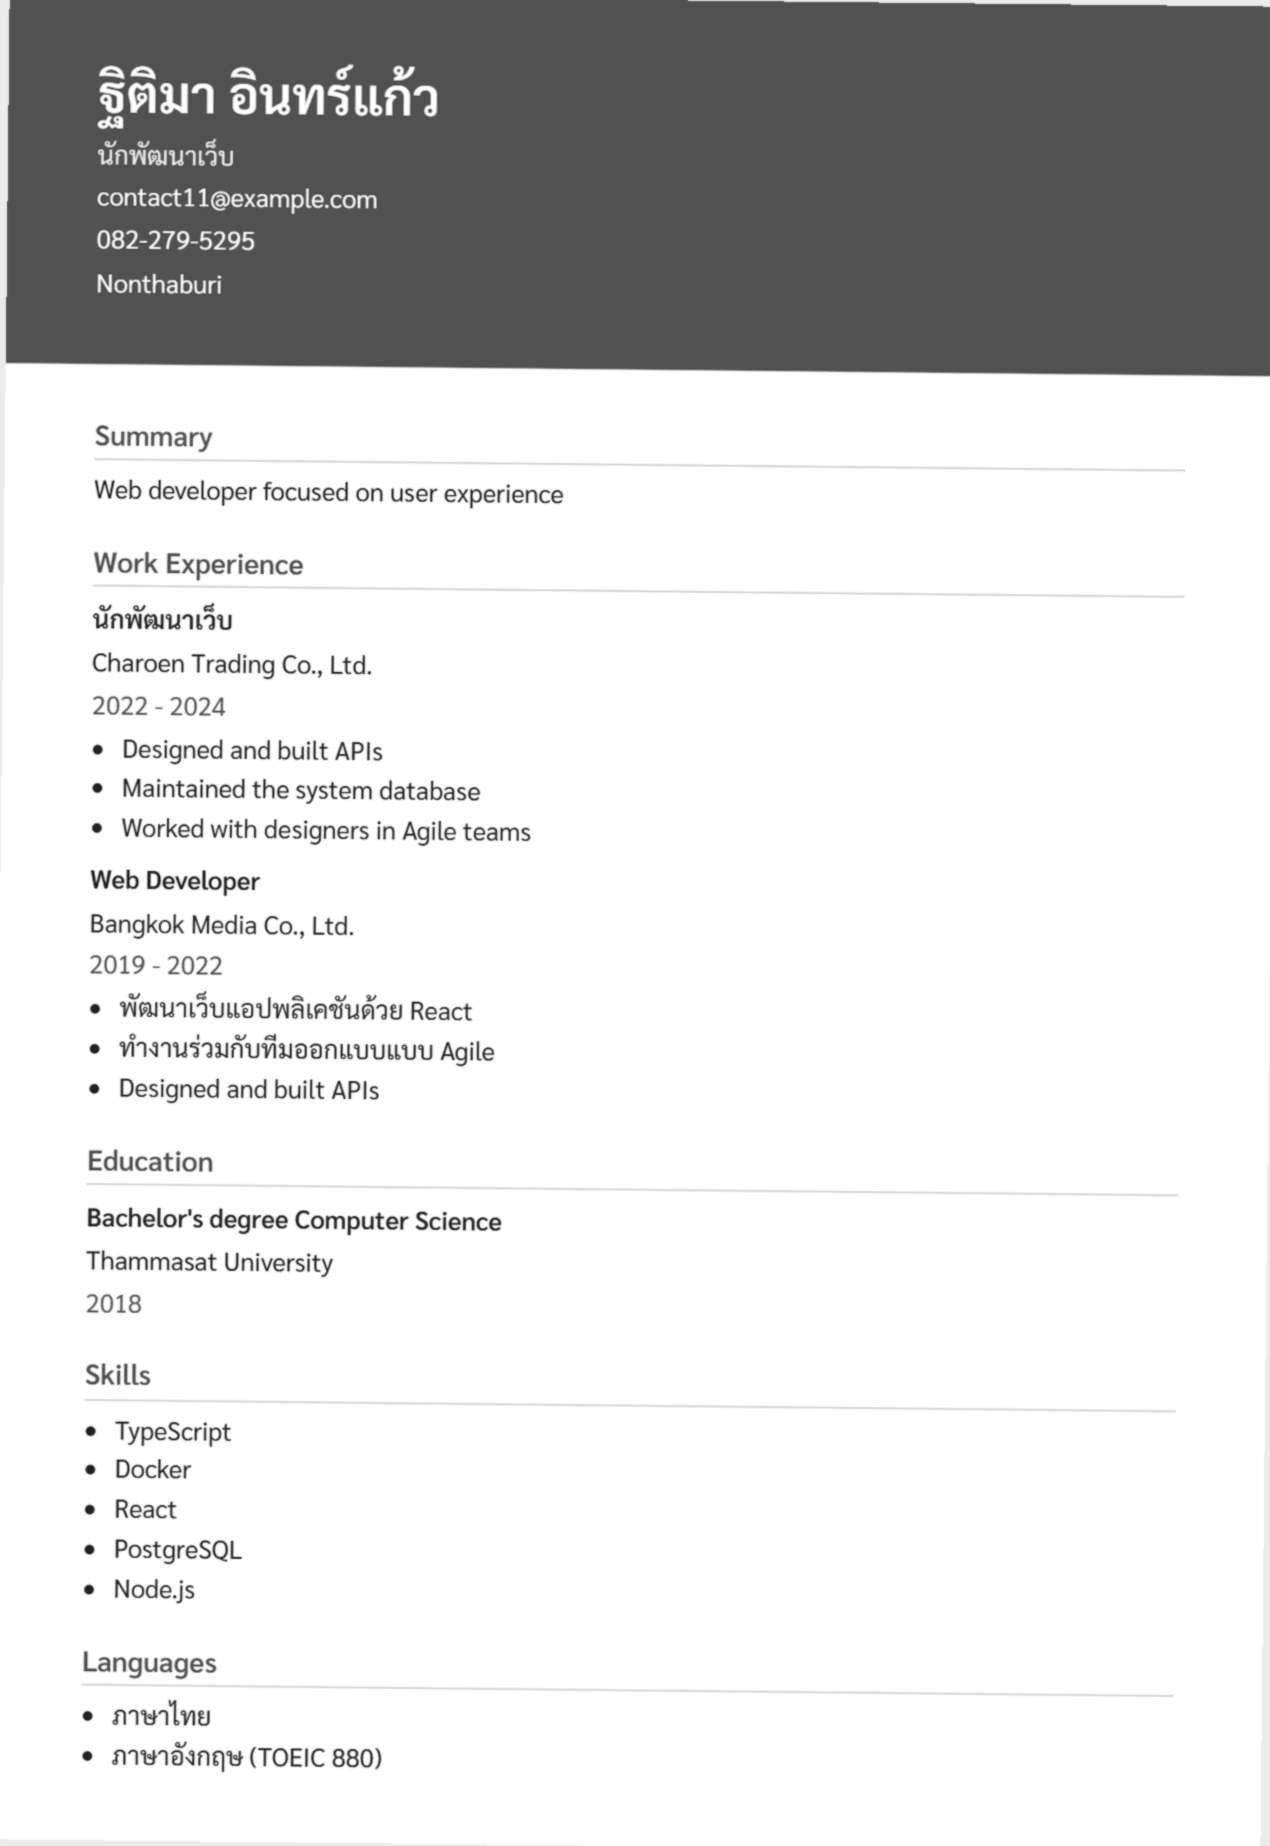 ฐิติมา อินทร์แก้ว
นักพัฒนาเว็บ
contact11@example.com
082-279-5295
Nonthaburi
Summary
Web developer focused on user experience
Work Experience
นักพัฒนาเว็บ
Charoen Trading Co., Ltd.
2022 - 2024
• Designed and built APIs
• Maintained the system database
• Worked with designers in Agile teams
Web Developer
Bangkok Media Co., Ltd.
2019 - 2022
• พัฒนาเว็บแอปพลิเคชันด้วย React
• ทำงานร่วมกับทีมออกแบบแบบ Agile
• Designed and built APIs
Education
Bachelor's degree Computer Science
Thammasat University
2018
Skills
• TypeScript
• Docker
• React
• PostgreSQL
• Node.js
Languages
• ภาษาไทย
• ภาษาอังกฤษ (TOEIC 880)